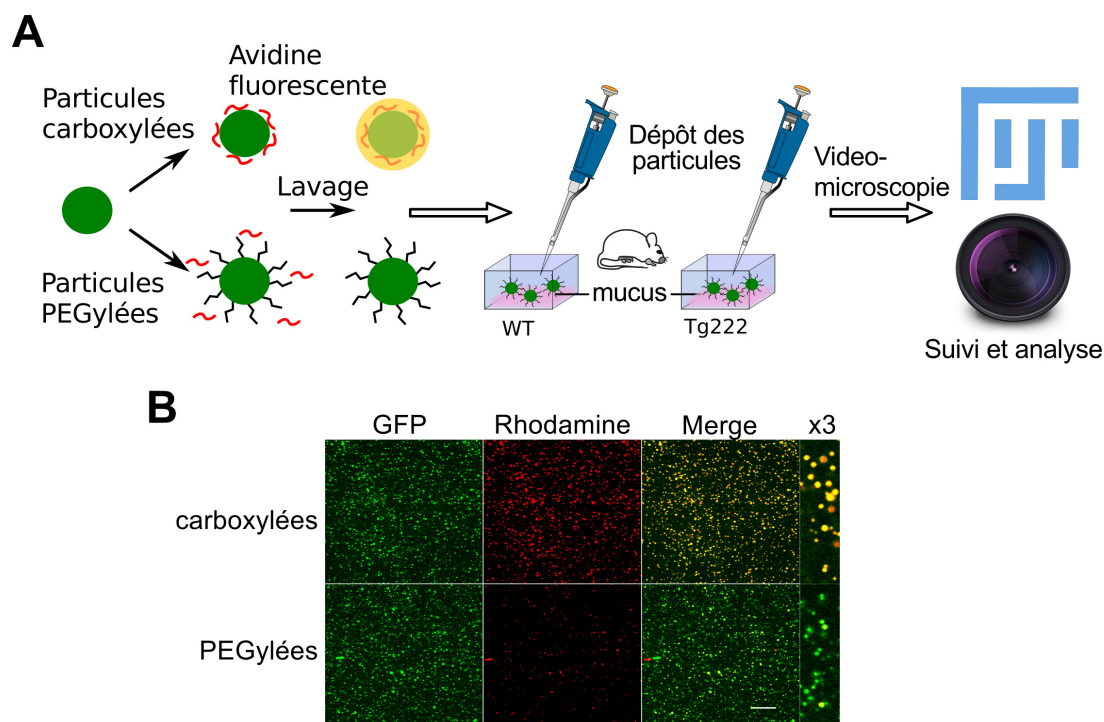 A
Avidine
fluorescente
Particules
carboxylées
Lavage
Particules
PEGylées
Dépôt des
particules
mucus
WT
Tg222
Video-
microscopie
Suivi et analyse
B
GFP
Rhodamine
Merge
x3
carboxylées
PEGylées